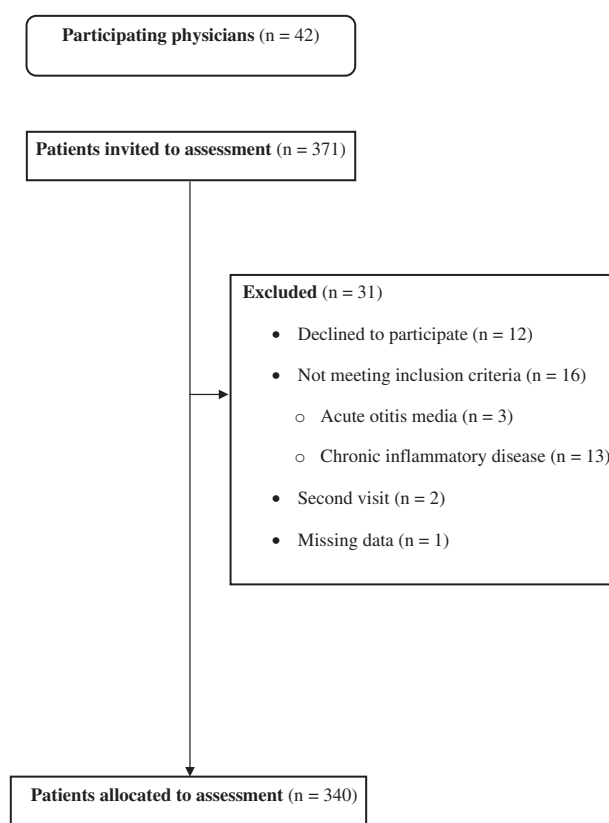 Participating physicians (n = 42)
Patients invited to assessment (n = 371)
Excluded (n = 31)
• Declined to participate (n = 12)
• Not meeting inclusion criteria (n = 16)
o Acute otitis media (n = 3)
o Chronic inflammatory disease (n = 13)
• Second visit (n = 2)
• Missing data (n = 1)
Patients allocated to assessment (n = 340)